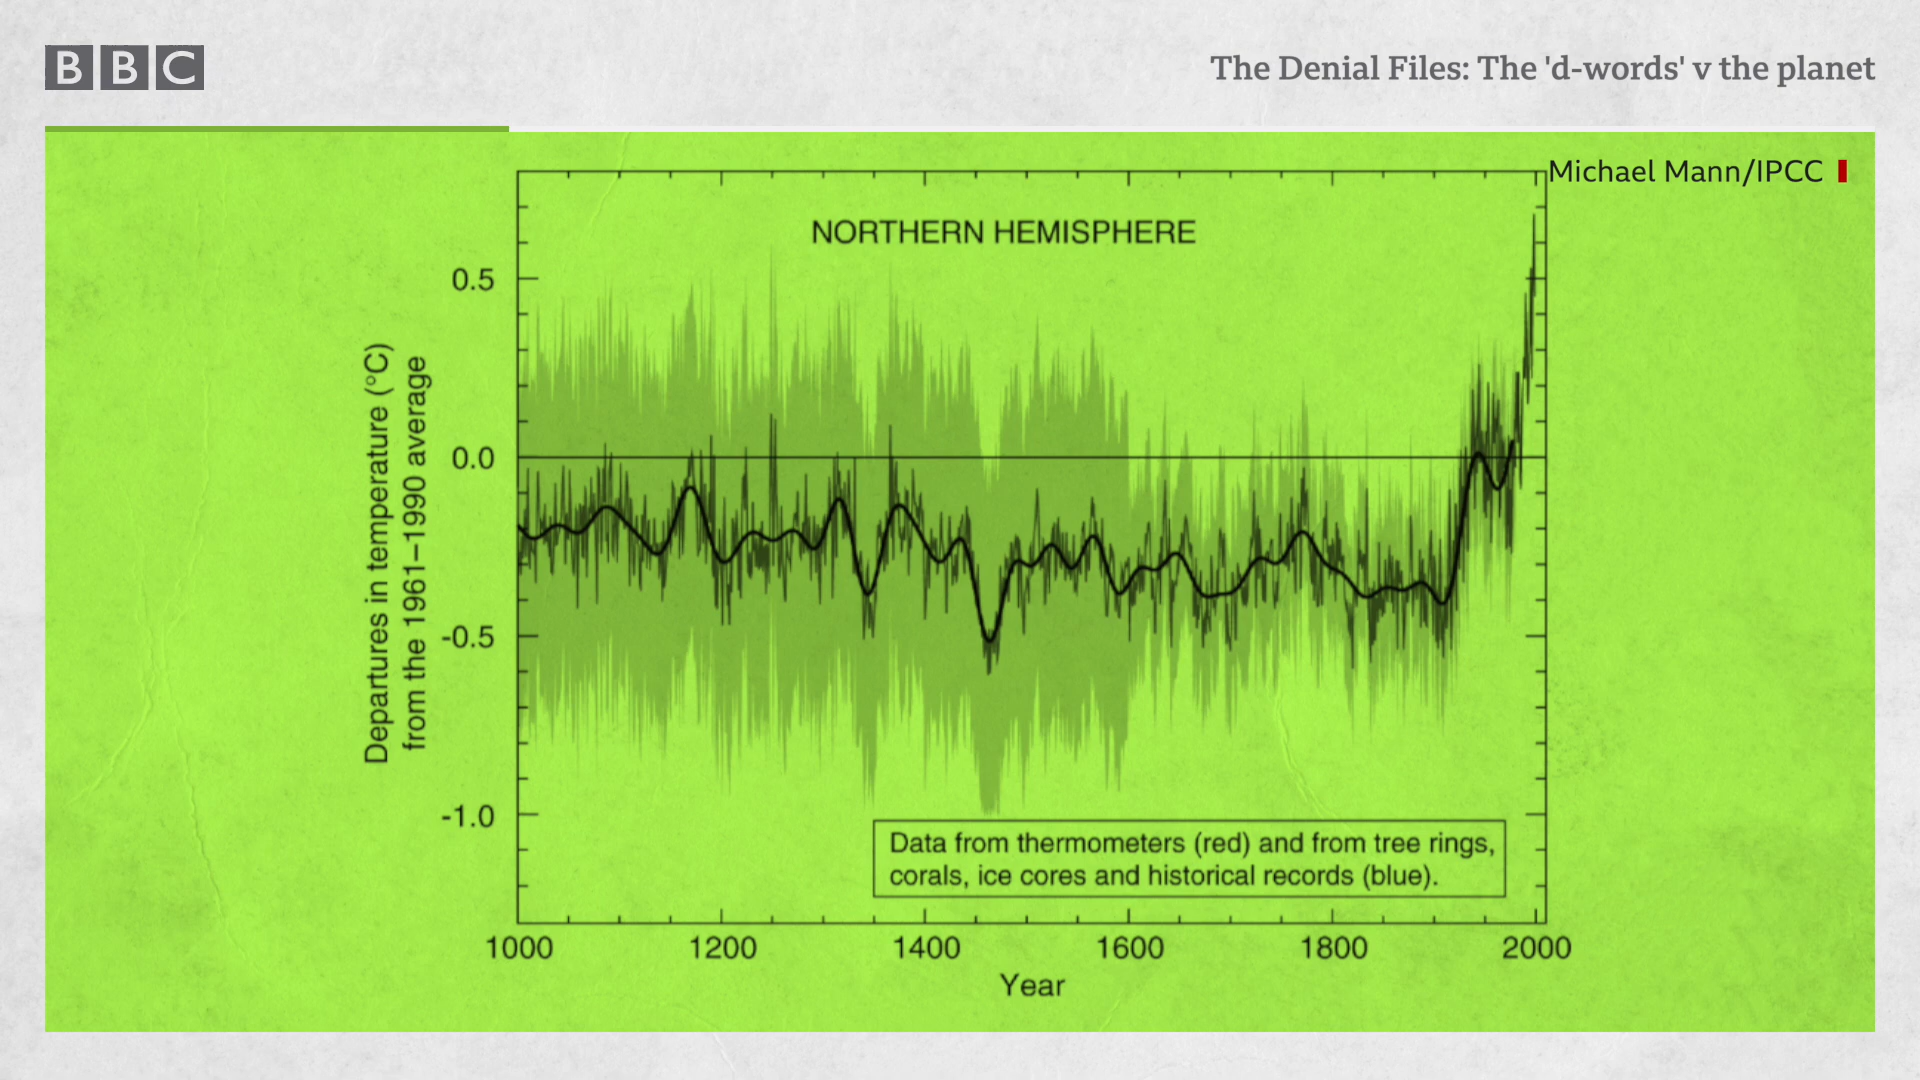 BBC
The Denial Files: The 'd-words' v the planet
Michael Mann/IPCC
NORTHERN HEMISPHERE
Departures in temperature (°C)
from the 1961–1990 average
0.5
0.0
-0.5
-1.0
Data from thermometers (red) and from tree rings,
corals, ice cores and historical records (blue).
1000 1200 1400 1600 1800 2000
Year